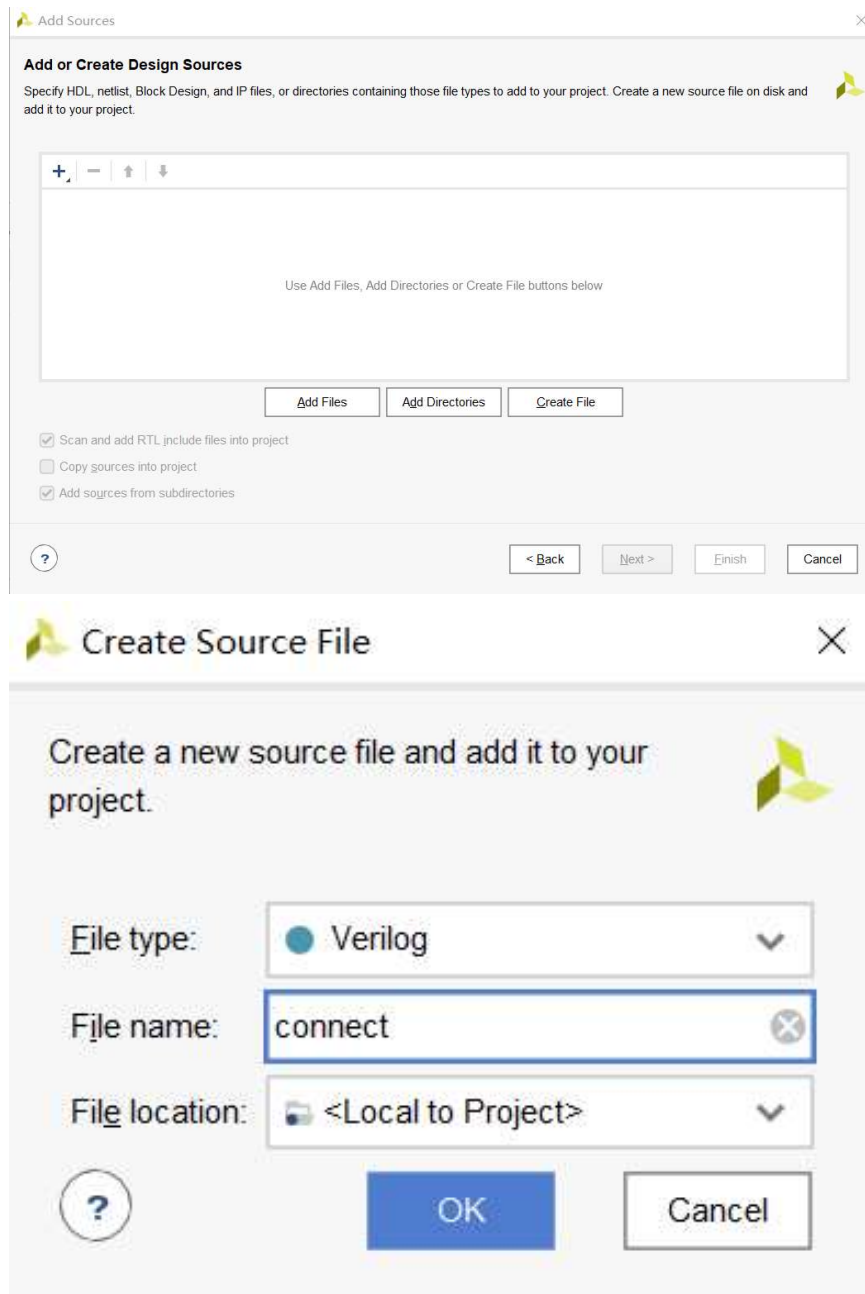 Add Sources
Add or Create Design Sources
Specify HDL, netlist, Block Design, and IP files, or directories containing those file types to add to your project. Create a new source file on disk and
add it to your project.
Use Add Files, Add Directories or Create File buttons below
Add Files
Add Directories
Create File
Scan and add RTL include files into project
Copy sources into project
Add sources from subdirectories
?
< Back
Next >
Finish
Cancel
Create Source File
Create a new source file and add it to your
project.
File type:
Verilog
File name:
connect
File location:
<Local to Project>
?
OK
Cancel